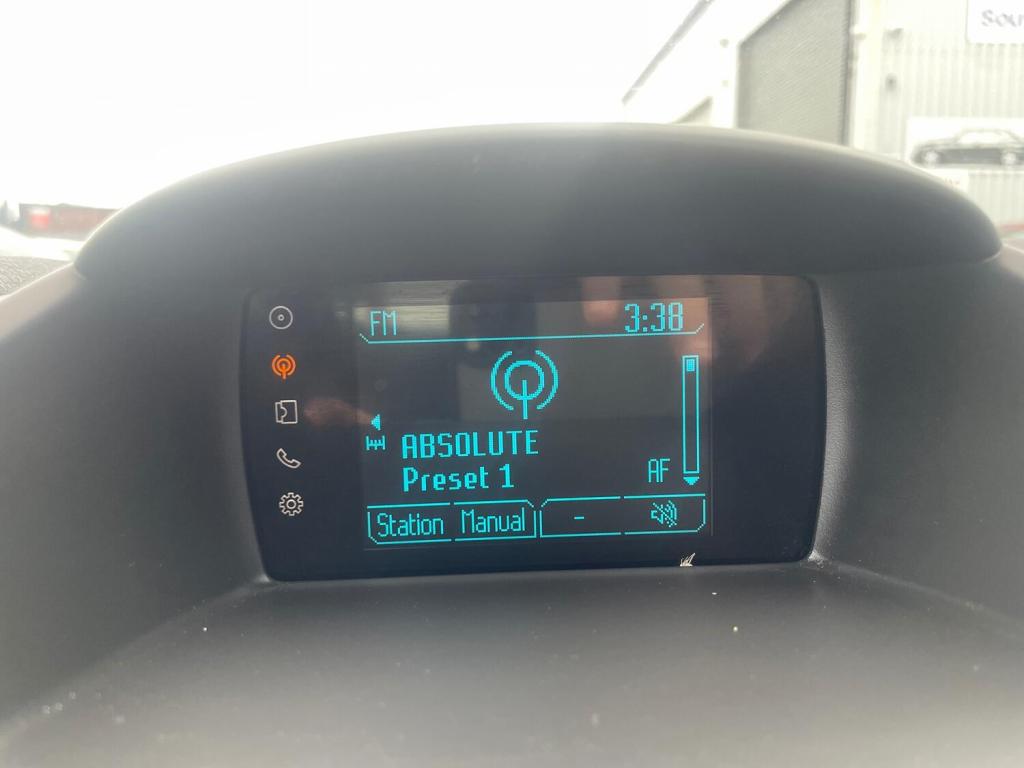 FM 3:38
ABSOLUTE
Preset 1 AF
Station Manual -